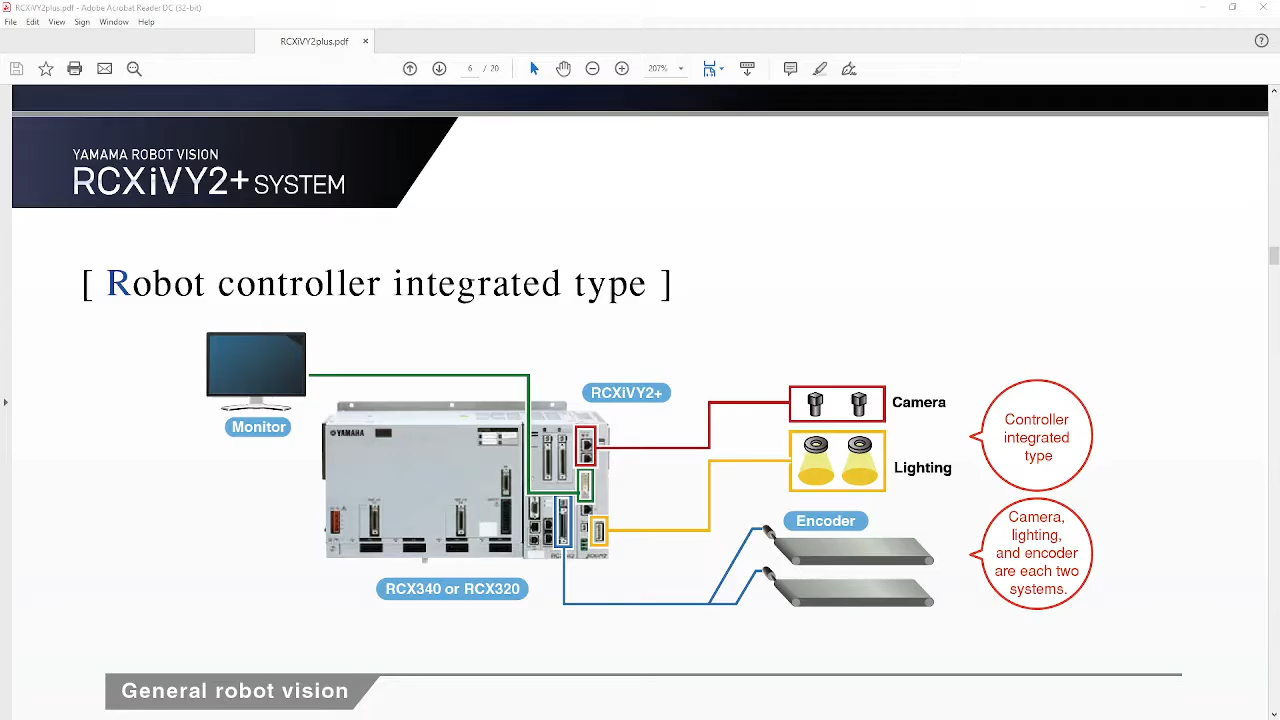 RCXiVY2plus.pdf - Adobe Acrobat Reader DC (32-bit)
File Edit View Sign Window Help
RCXiVY2plus.pdf
6 / 20
207%
YAMAMA ROBOT VISION
RCXiVY2+ SYSTEM
[ Robot controller integrated type ]
Monitor
RCXiVY2+
YAMAHA
RCX340 or RCX320
Camera
Lighting
Encoder
Controller
integrated
type
Camera,
lighting,
and encoder
are each two
systems.
General robot vision